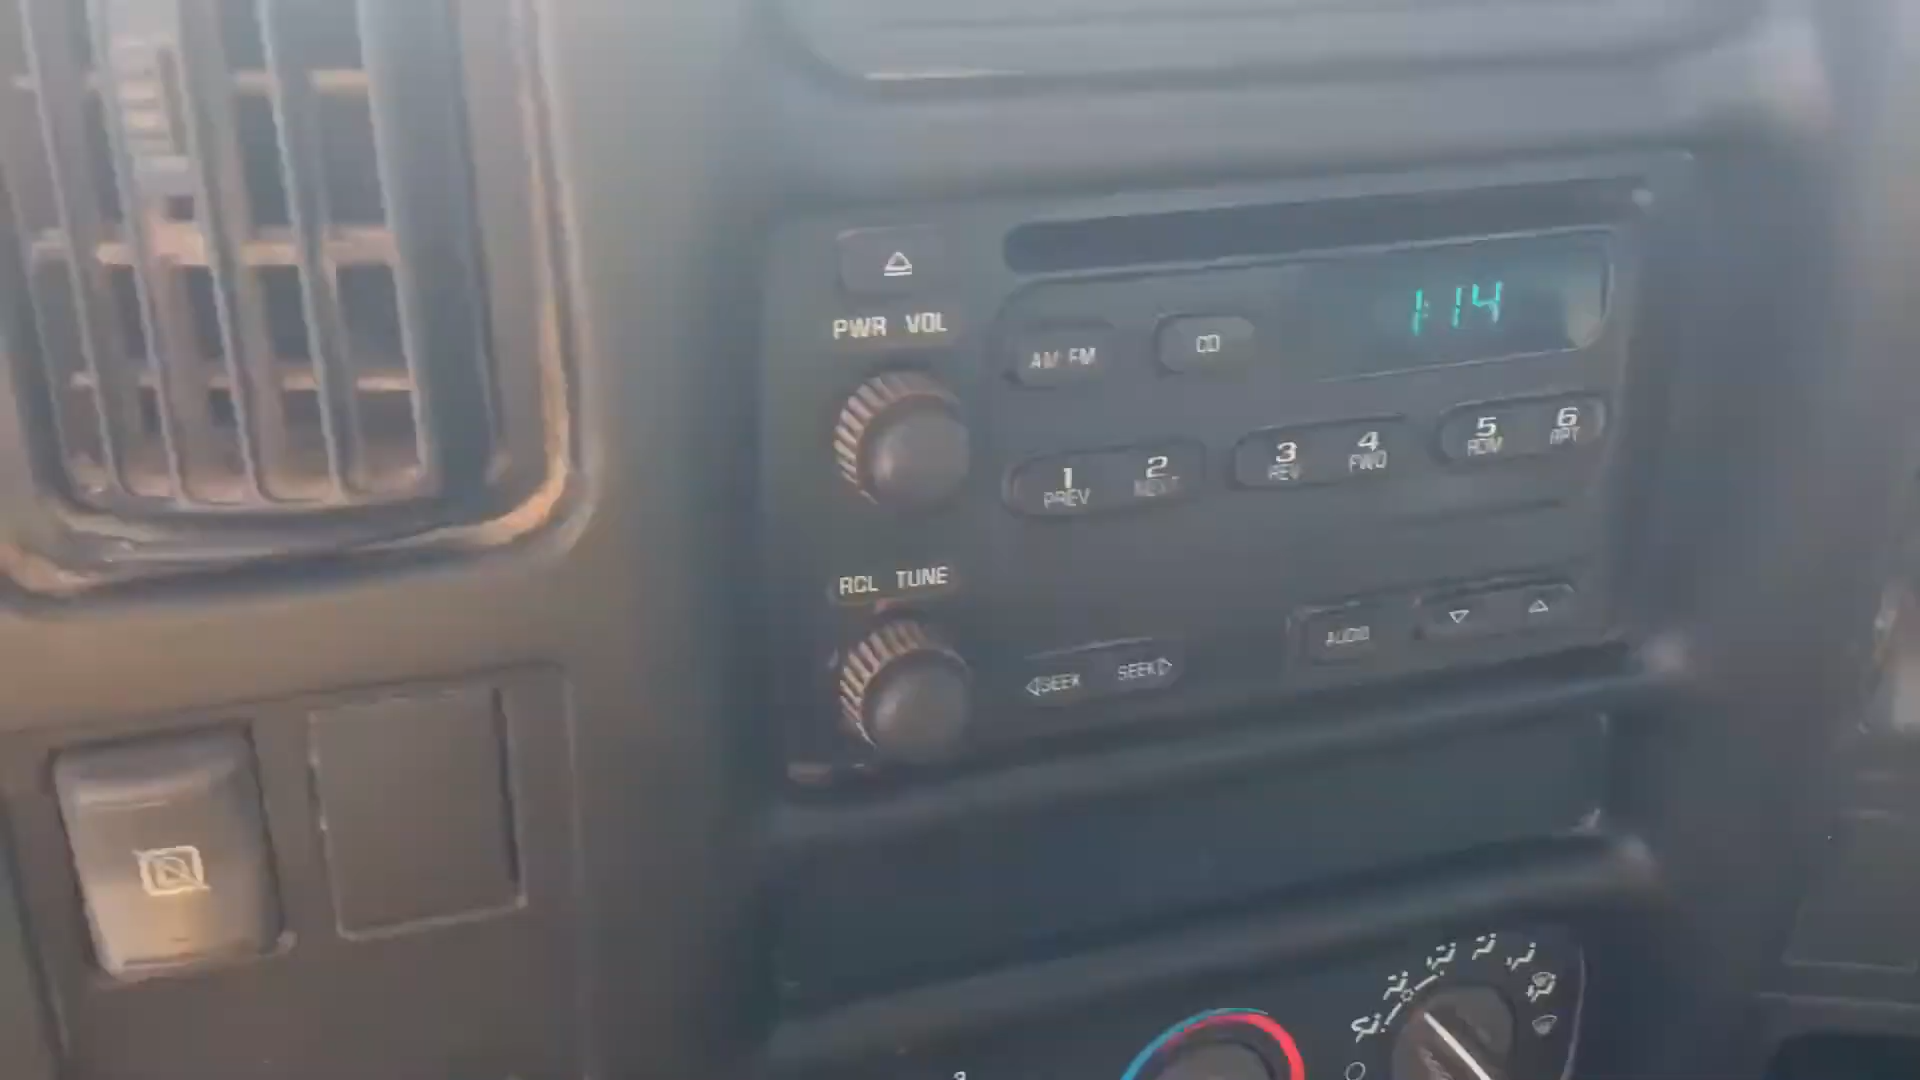 1:14
PWR VOL
AM FM
CD
1 PREV
2 NEXT
3 REV
4 FWD
5 RDM
6 RPT
RCL TUNE
SEEK
SEEK
AUDIO